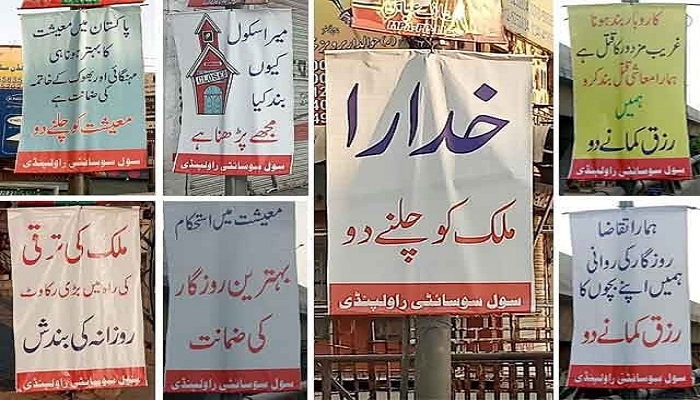 پاکستان میں معیشت
کا بہتر ہونا ہی
مہنگائی اور بھوک کے خاتمہ
کی ضمانت ہے
معیشت کو چلنے دو
سول سوسائٹی راولپنڈی
میرا سکول
کیوں
بند کیا
CLOSED
مجھے پڑھنا ہے
سول سوسائٹی راولپنڈی
خدارا
ملک کو چلنے دو
سول سوسائٹی راولپنڈی
کاروبار بند ہونا
غریب مزدور کا قتل ہے
ہمارا معاشی قتل بند کرو
ہمیں
رزق کمانے دو
سول سوسائٹی راولپنڈی
ملک کی ترقی
کی راہ میں بڑی رکاوٹ
روزانہ کی بندش
سول سوسائٹی راولپنڈی
معیشت میں استحکام
بہترین روزگار
کی ضمانت
سول سوسائٹی راولپنڈی
ہمارا تقاضا
روزگار کی روانی
ہمیں اپنے بچوں کا
رزق کمانے دو
سول سوسائٹی راولپنڈی